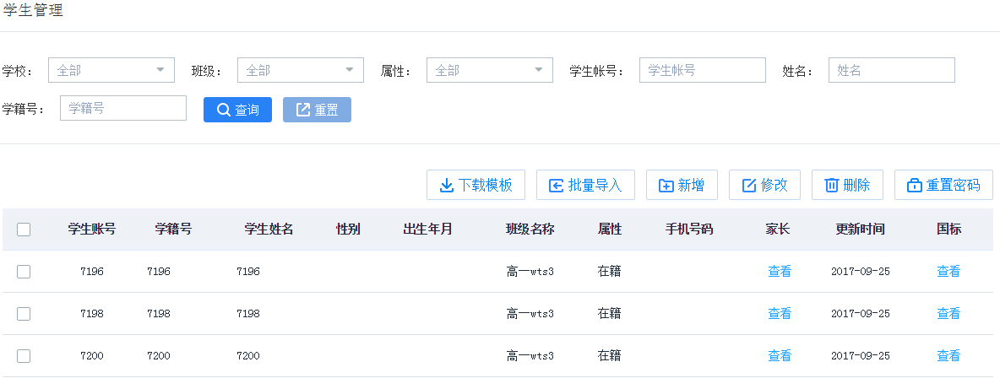 学生管理
学校： 全部 班级： 全部 属性： 全部 学生帐号： 学生帐号 姓名： 姓名
学籍号： 学籍号 查询 重置
下载模板 批量导入 新增 修改 删除 重置密码
学生账号 学籍号 学生姓名 性别 出生年月 班级名称 属性 手机号码 家长 更新时间 国标
7196 7196 7196 高一wts3 在籍 查看 2017-09-25 查看
7198 7198 7198 高一wts3 在籍 查看 2017-09-25 查看
7200 7200 7200 高一wts3 在籍 查看 2017-09-25 查看